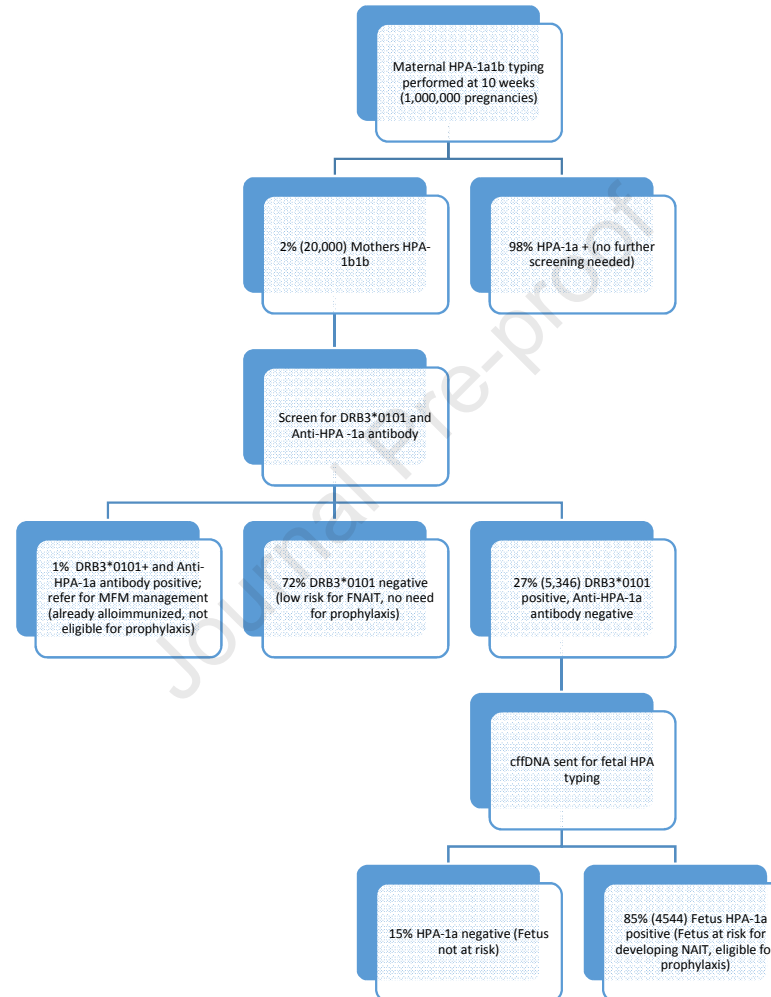 Maternal HPA-1a1b typing
performed at 10 weeks
(1,000,000 pregnancies)
2% (20,000) Mothers HPA-
1b1b
98% HPA-1a + (no further
screening needed)
Screen for DRB3*0101 and
Anti-HPA -1a antibody
1% DRB3*0101+ and Anti-
HPA-1a antibody positive;
refer for MFM management
(already alloimmunized, not
eligible for prophylaxis)
72% DRB3*0101 negative
(low risk for FNAIT, no need
for prophylaxis)
27% (5,346) DRB3*0101
positive, Anti-HPA-1a
antibody negative
cffDNA sent for fetal HPA
typing
15% HPA-1a negative (Fetus
not at risk)
85% (4544) Fetus HPA-1a
positive (Fetus at risk for
developing NAIT, eligible fo
prophylaxis)
Journal Pre-proof